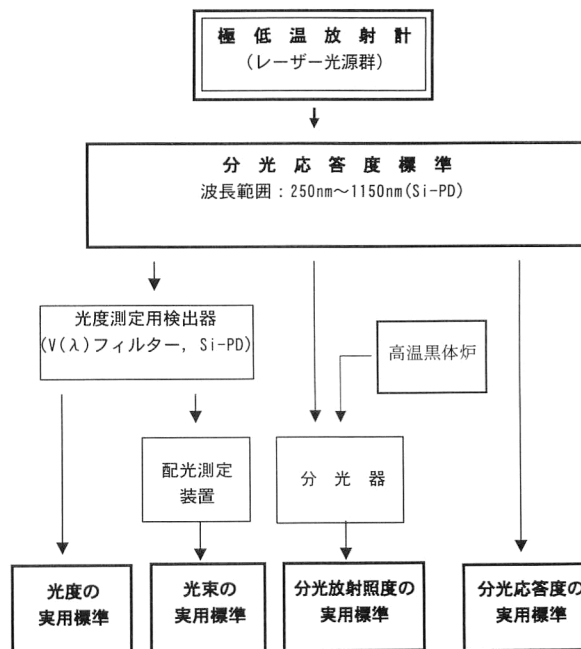 極低温放射計
(レーザー光源群)
分光応答度標準
波長範囲：250nm～1150nm(Si-PD)
光度測定用検出器
(V(λ)フィルター, Si-PD)
高温黒体炉
配光測定
装置
分光器
光度の
実用標準
光束の
実用標準
分光放射照度の
実用標準
分光応答度の
実用標準